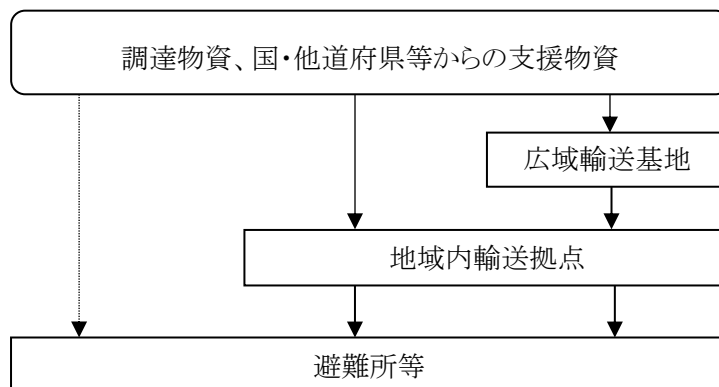 調達物資、国・他道府県等からの支援物資
広域輸送基地
地域内輸送拠点
避難所等